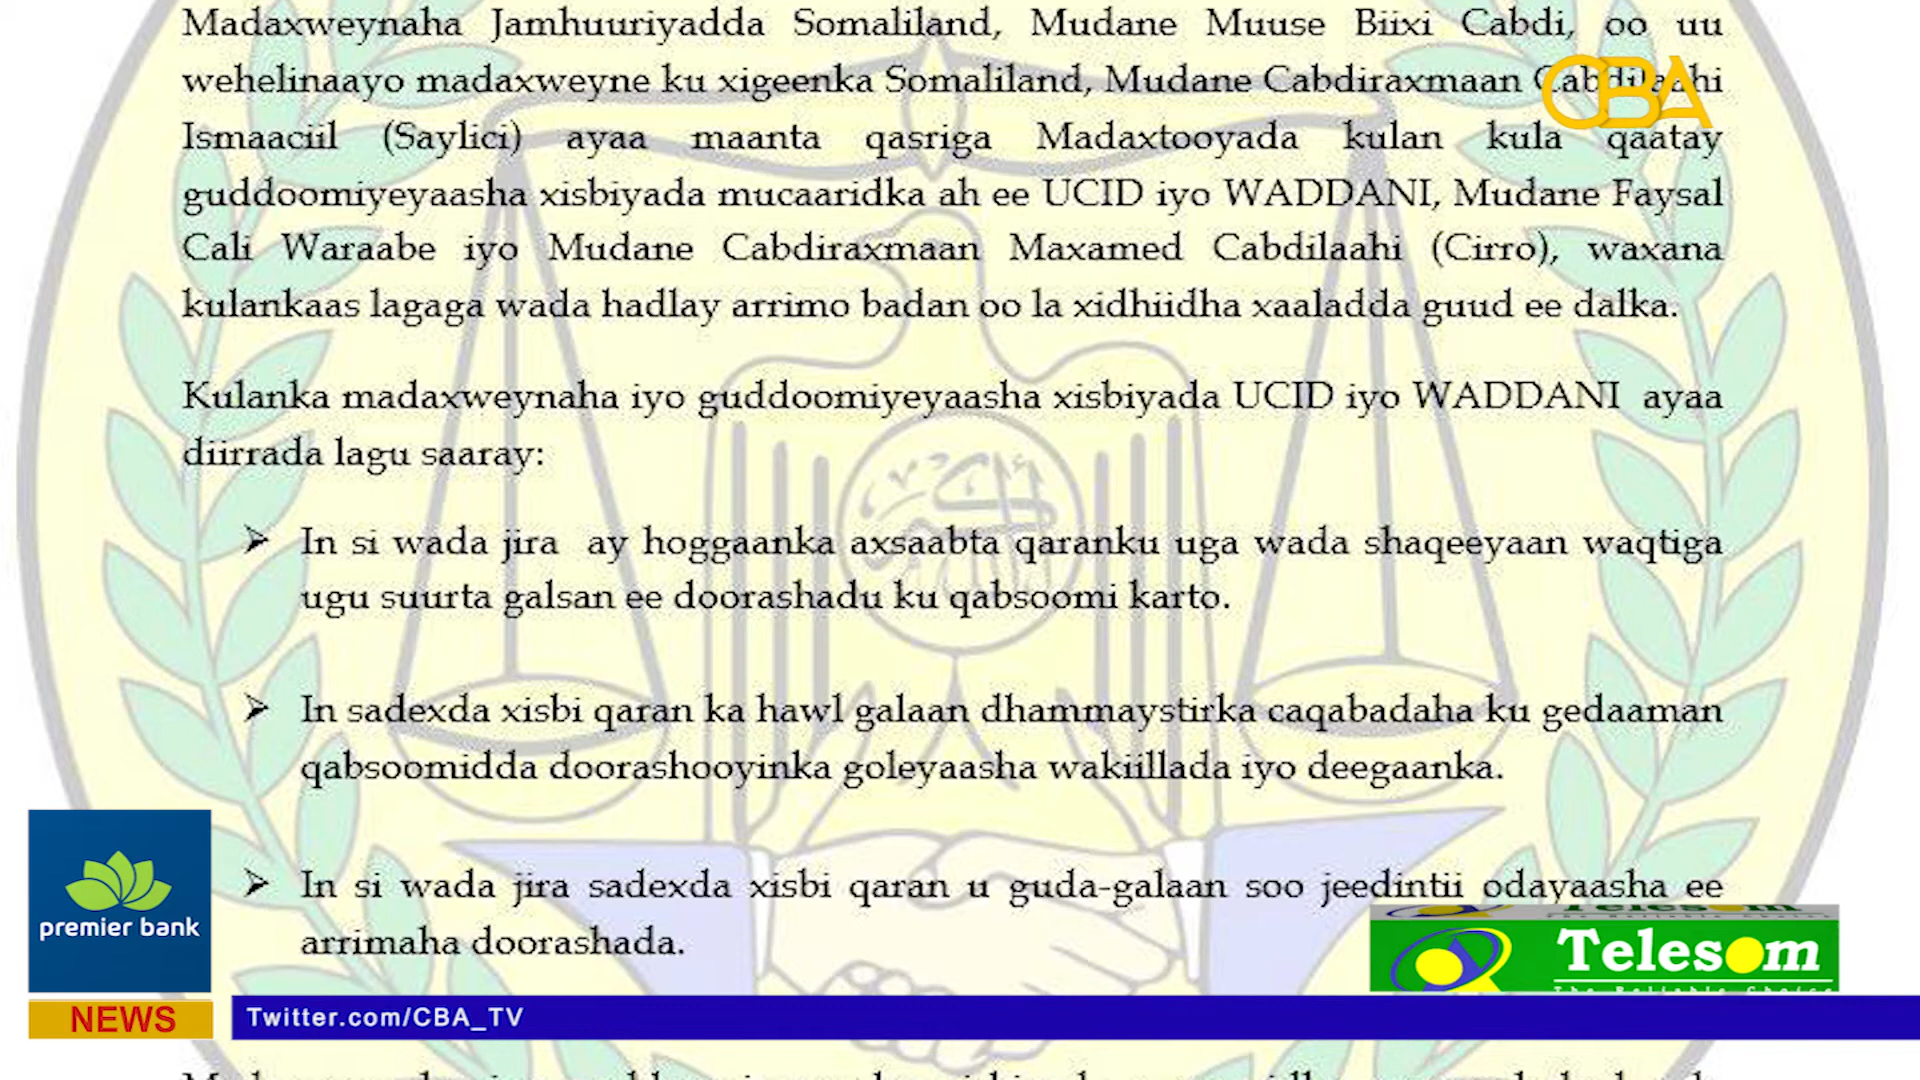 Madaxweynaha Jamhuuriyadda Somaliland, Mudane Muuse Biixi Cabdi, oo uu
wehelinaayo madaxweyne ku xigeenka Somaliland, Mudane Cabdiraxmaan Cabdilaahi
CBA
Ismaaciil (Saylici) ayaa maanta qasriga Madaxtooyada kulan kula qaatay
guddoomiyeyaasha xisbiyada mucaaridka ah ee UCID iyo WADDANI, Mudane Faysal
Cali Waraabe iyo Mudane Cabdiraxmaan Maxamed Cabdilaahi (Cirro), waxana
kulankaas lagaga wada hadlay arrimo badan oo la xidhiidha xaaladda guud ee dalka.
Kulanka madaxweynaha iyo guddoomiyeyaasha xisbiyada UCID iyo WADDANI ayaa
diirrada lagu saaray:
➢ In si wada jira ay hoggaanka axsaabta qaranku uga wada shaqeeyaan waqtiga
ugu suurta galsan ee doorashadu ku qabsoomi karto.
➢ In sadexda xisbi qaran ka hawl galaan dhammaystirka caqabadaha ku gedaaman
qabsoomidda doorashooyinka goleyaasha wakiillada iyo deegaanka.
➢ In si wada jira sadexda xisbi qaran u guda-galaan soo jeedintii odayaasha ee
arrimaha doorashada.
premier bank
Telesom
The Reliable Choice
NEWS
Twitter.com/CBA_TV